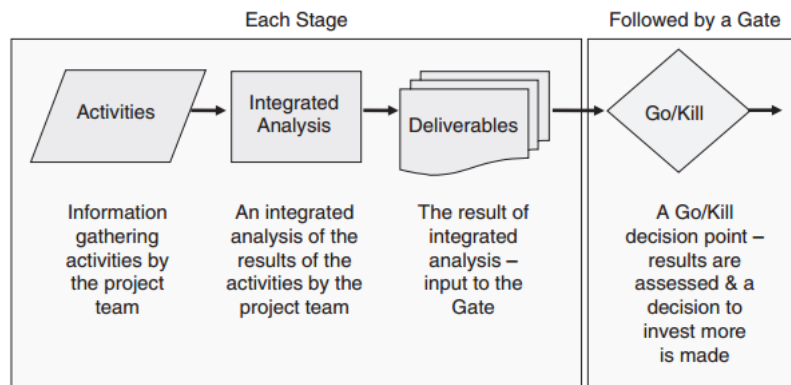 Each Stage
Followed by a Gate
Activities
Integrated
Analysis
Deliverables
Go/Kill
Information
gathering
activities by
the project
team
An integrated
analysis of the
results of the
activities by the
project team
The result of
integrated
analysis –
input to the
Gate
A Go/Kill
decision point –
results are
assessed & a
decision to
invest more
is made